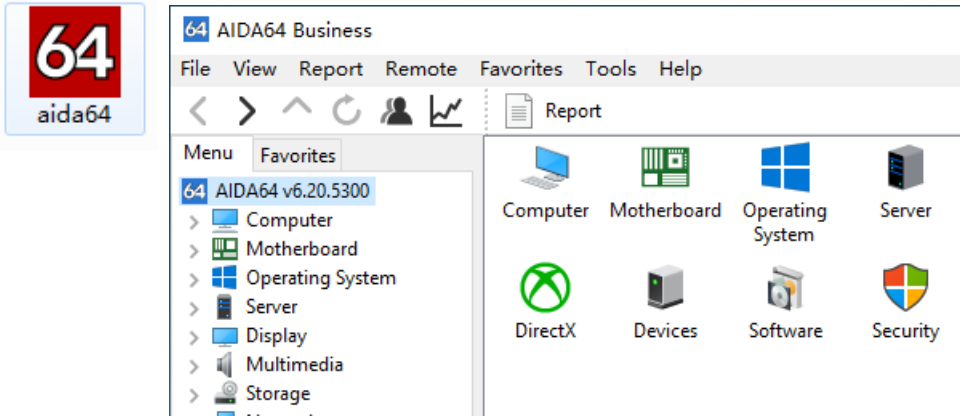 64
aida64
64 AIDA64 Business
File View Report Remote Favorites Tools Help
Report
Menu Favorites
64 AIDA64 v6.20.5300
Computer
Motherboard
Operating System
Server
Display
Multimedia
Storage
Computer Motherboard Operating System Server
DirectX Devices Software Security